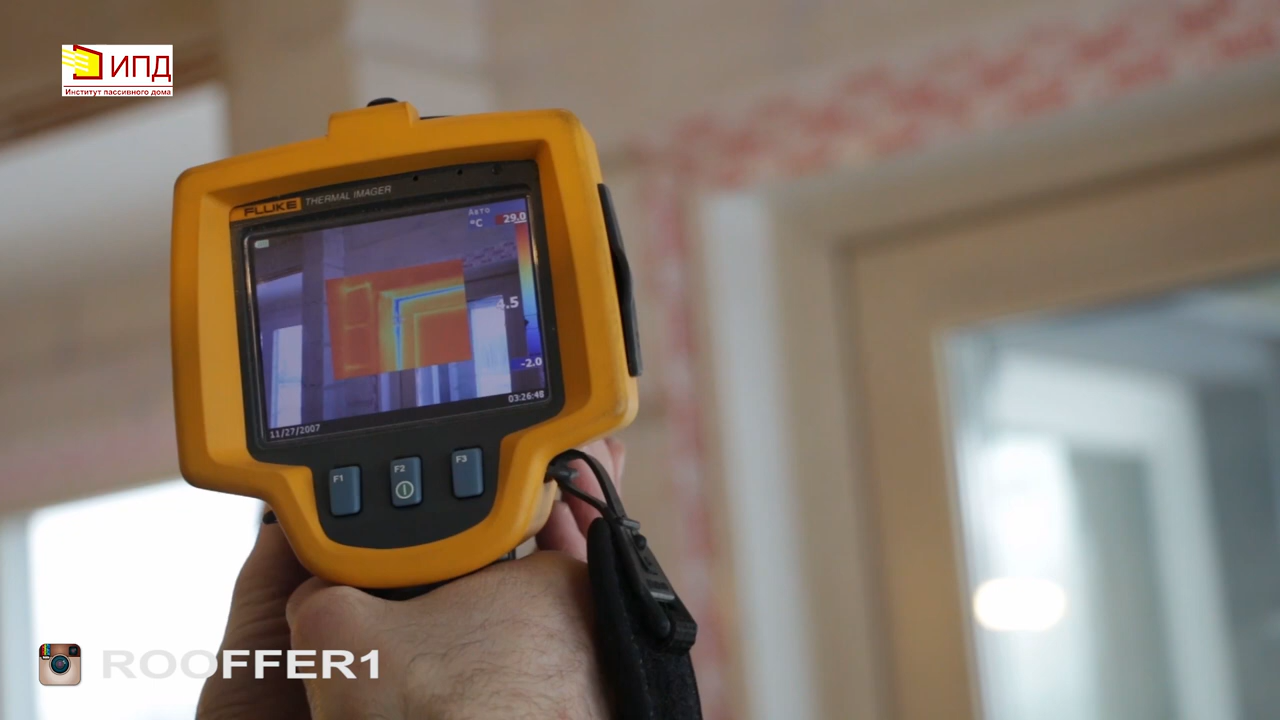 ИПД
Институт пассивного дома
FLUKE THERMAL IMAGER
Авто
°C 29.0
4.5
-2.0
03:26:48
11/27/2007
F1
F2
F3
ROOFFER1